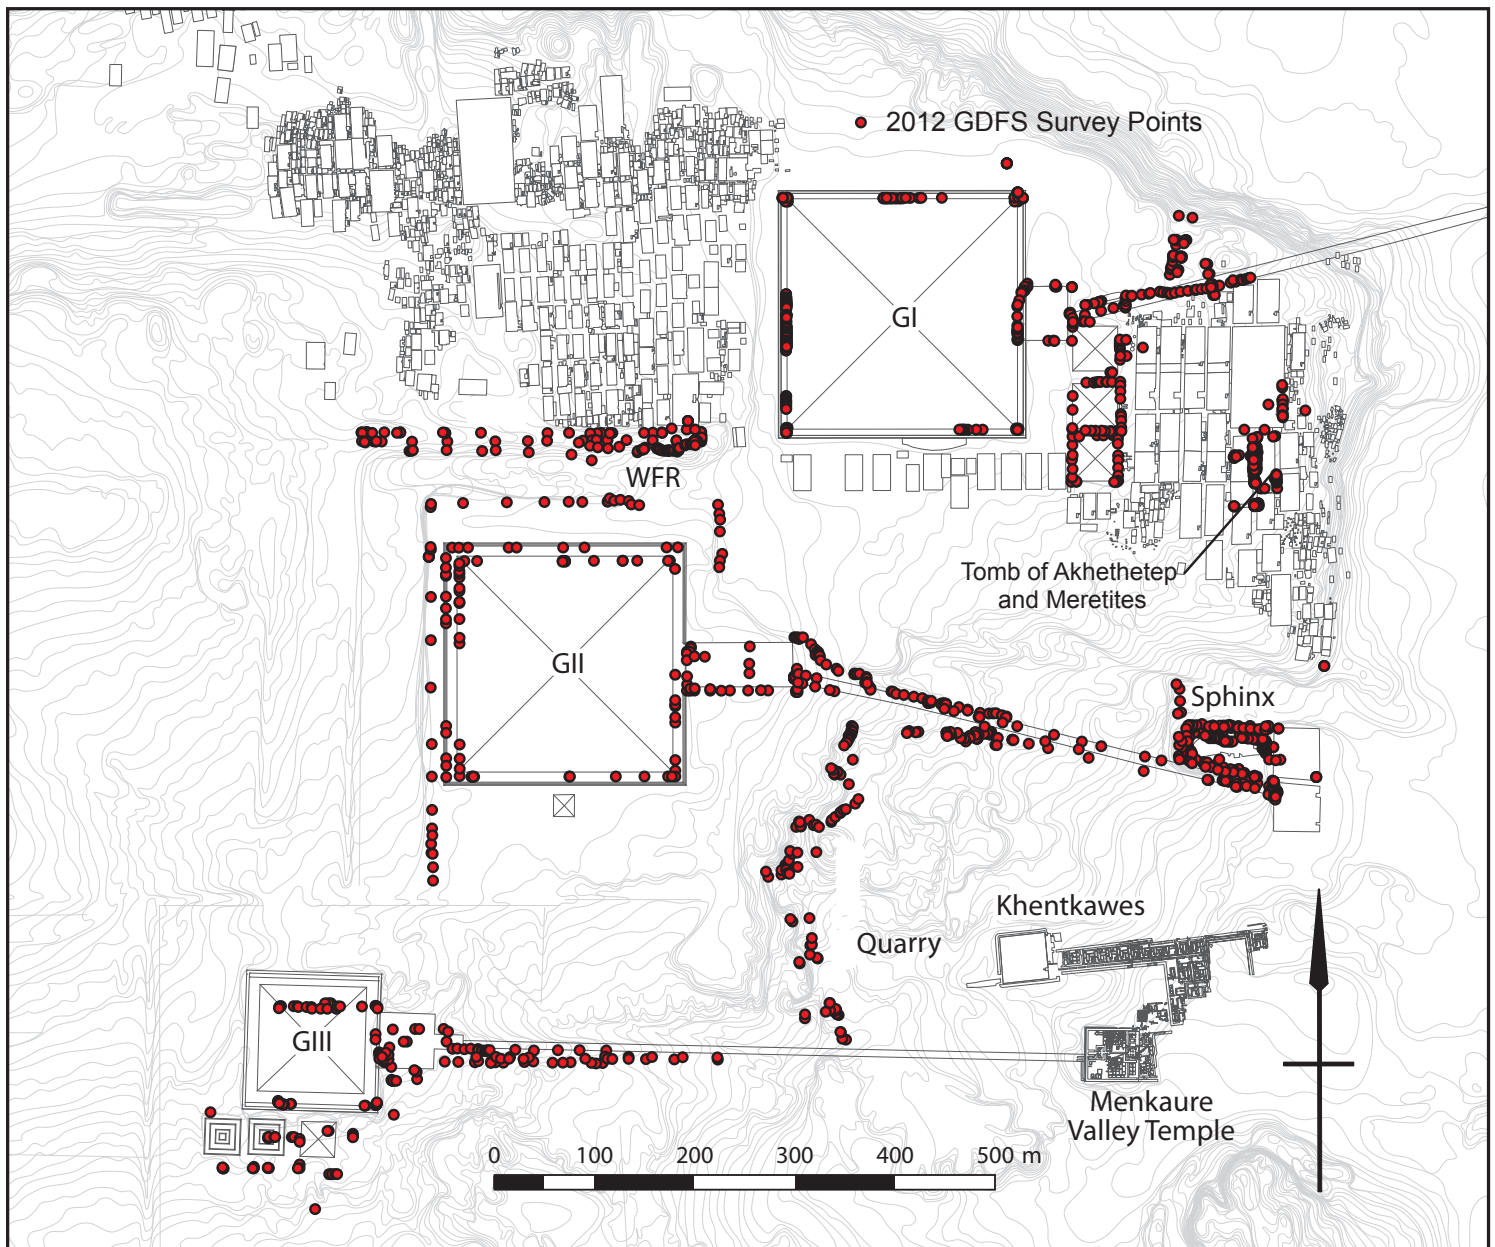 2012 GDFS Survey Points
GI
WFR
Tomb of Akhethetep
and Meretites
GII
Sphinx
Khentkawes
Quarry
GIII
Menkaure
Valley Temple
0 100 200 300 400 500 m